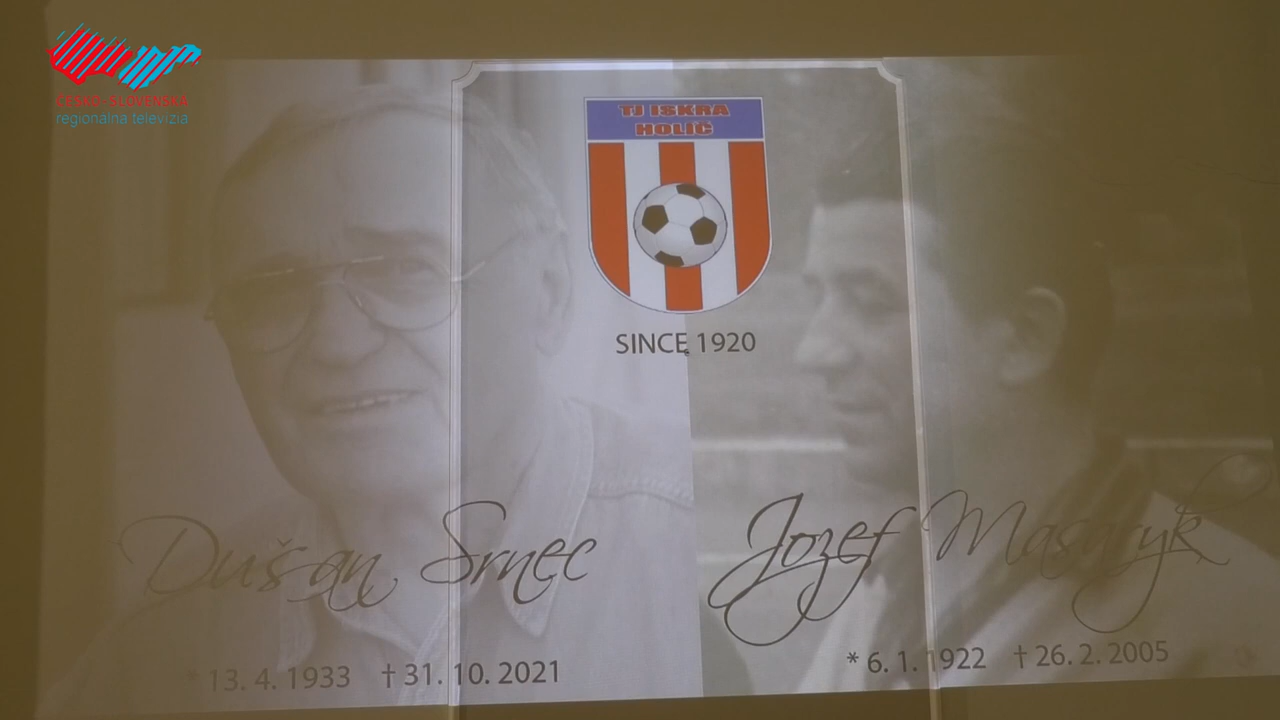 ČESKO-SLOVENSKÁ
regionalna televízia
TJ ISKRA
HOLÍČ
SINCE 1920
Dušan Srnec
Jozef Masaryk
* 13. 4. 1933 † 31. 10. 2021
* 6. 1. 1922 † 26. 2. 2005